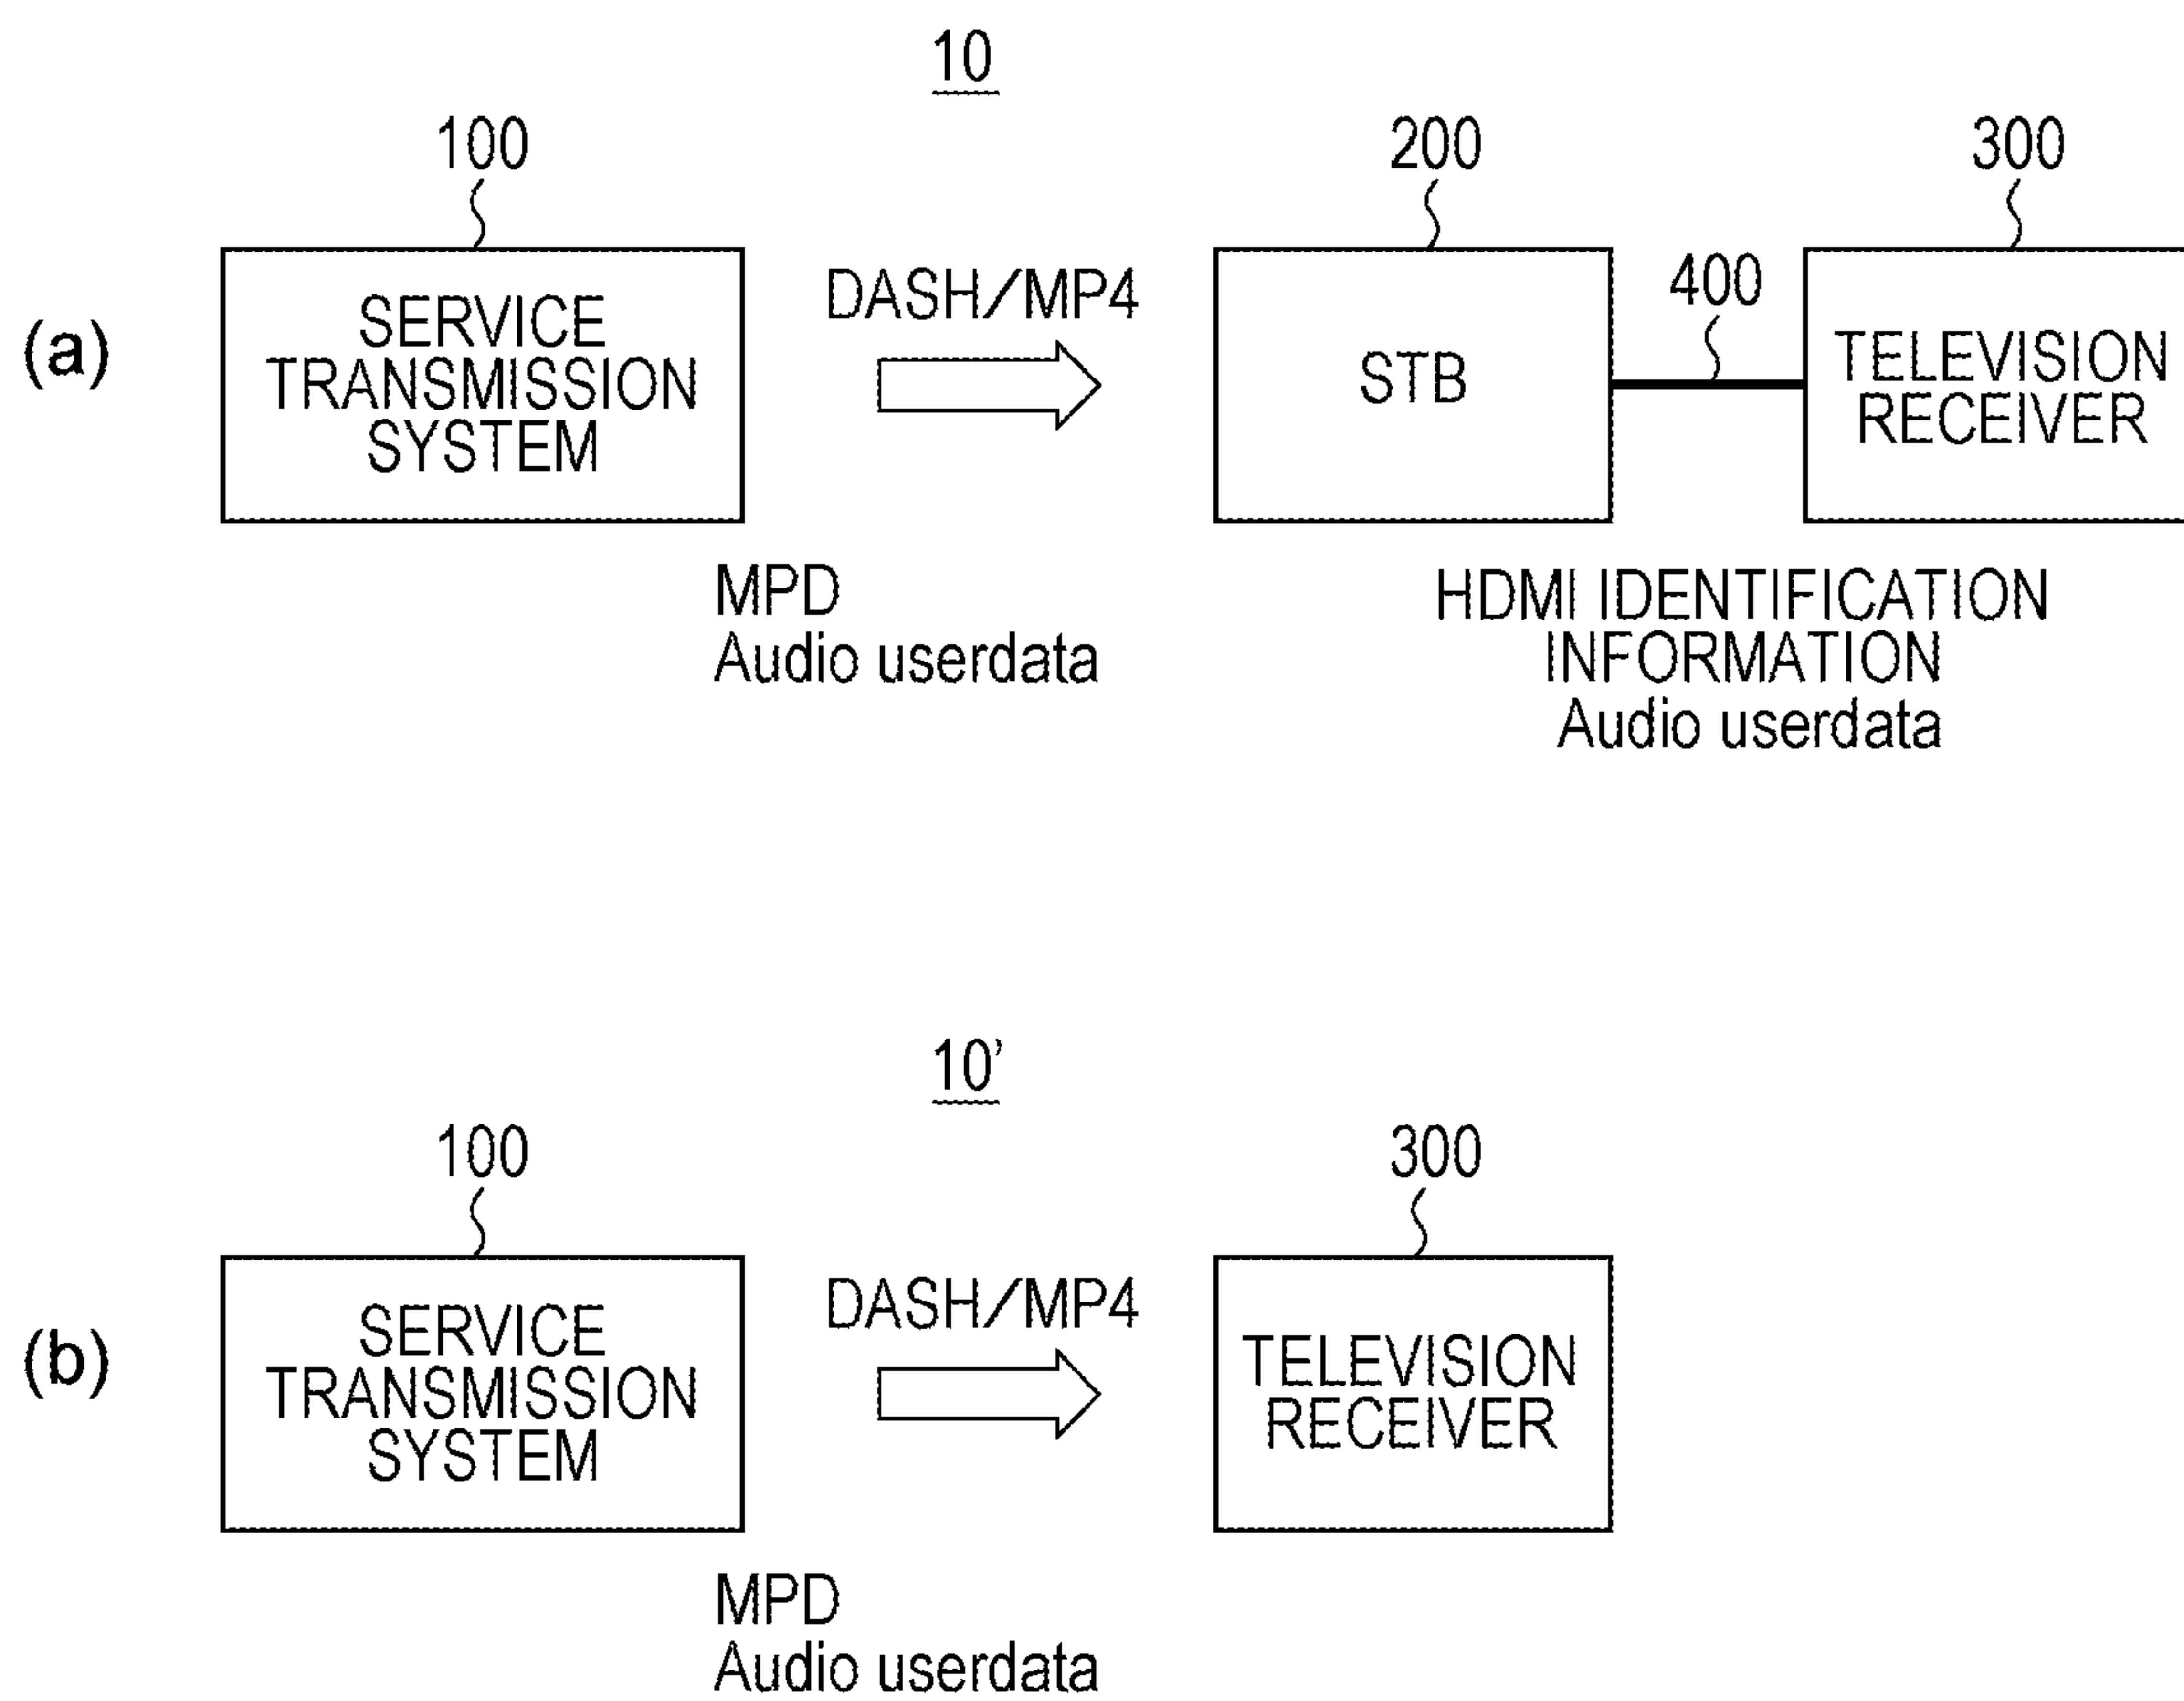 10
100
200
300
(a)
SERVICE
TRANSMISSION
SYSTEM
DASH/MP4
STB
400
TELEVISION
RECEIVER
MPD
Audio userdata
HDMI IDENTIFICATION
INFORMATION
Audio userdata
10'
100
300
(b)
SERVICE
TRANSMISSION
SYSTEM
DASH/MP4
TELEVISION
RECEIVER
MPD
Audio userdata